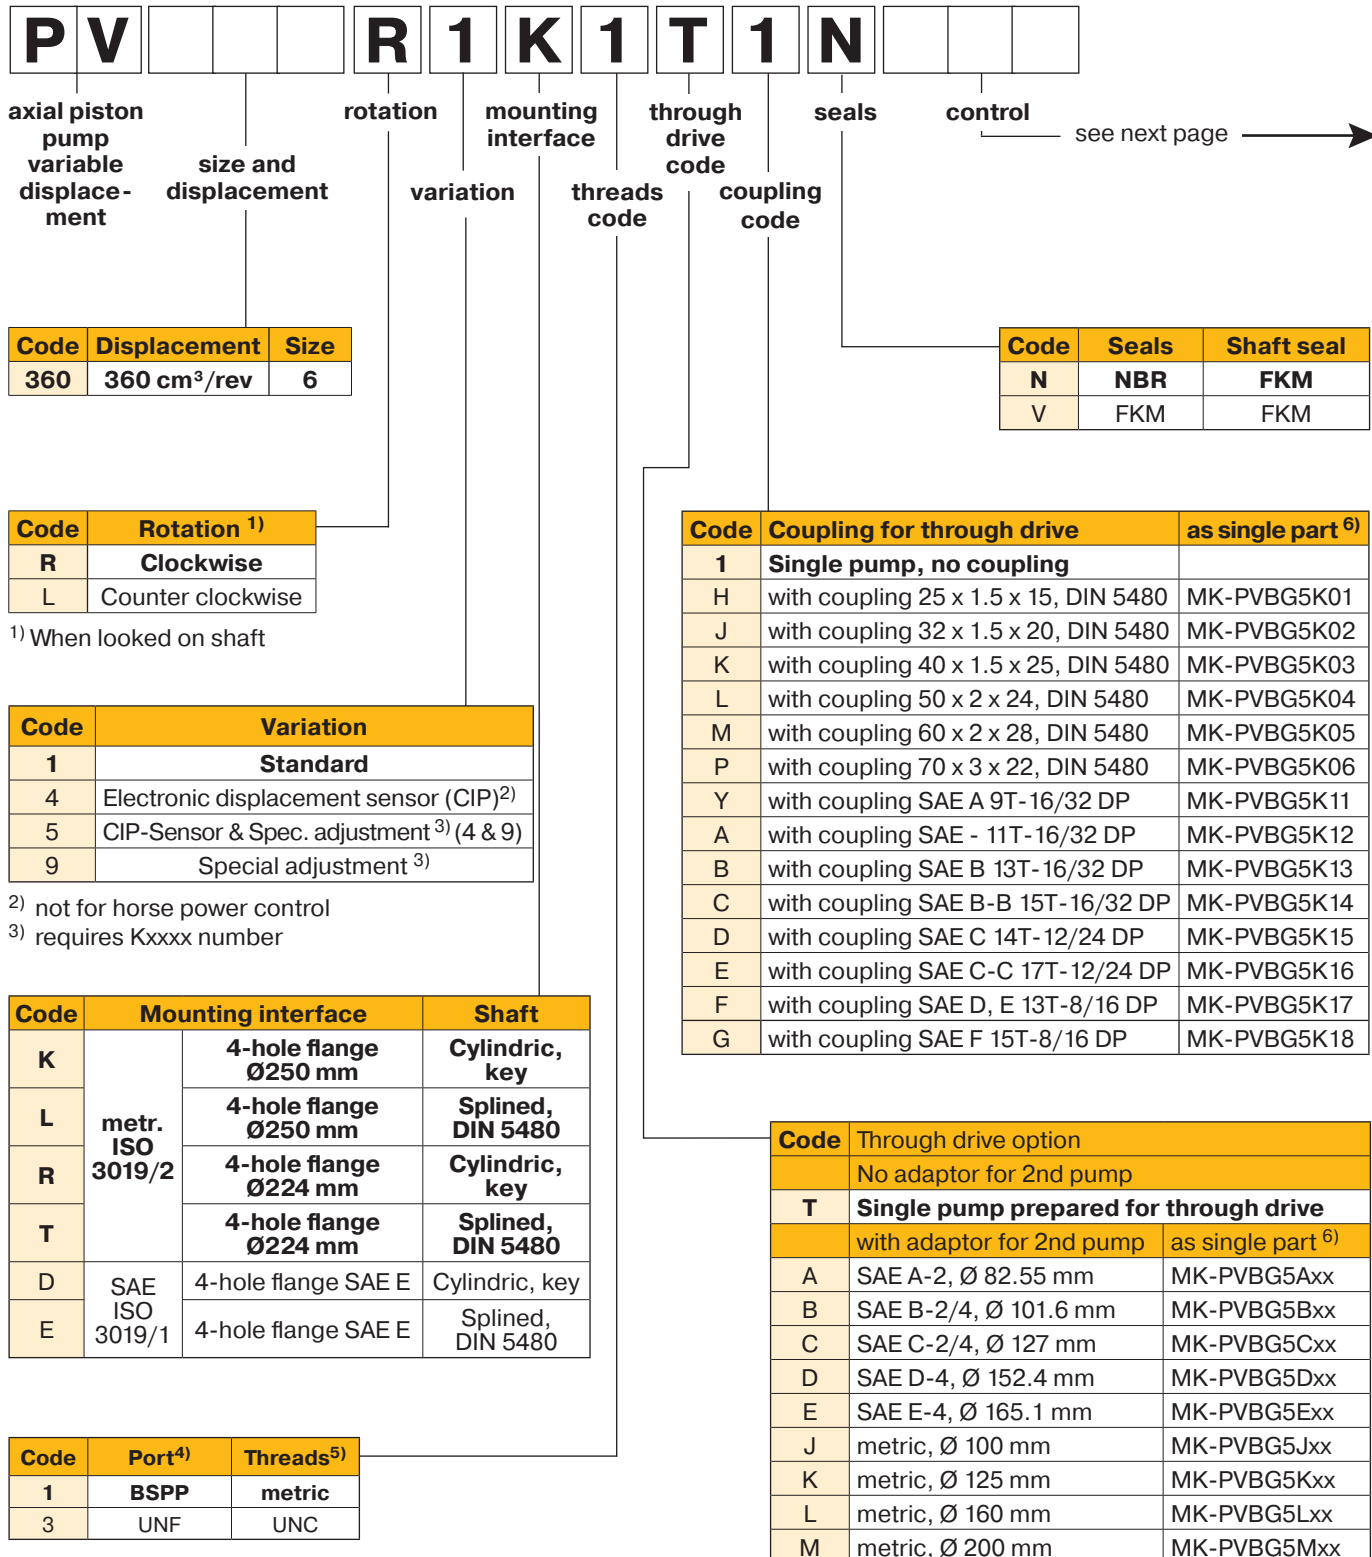 P V R 1 K 1 T 1 N
axial piston
pump
variable
displace-
ment
size and
displacement
rotation
variation
mounting
interface
threads
code
through
drive
code
coupling
code
seals
control
see next page
Code Displacement Size
360 360 cm³/rev 6
Code Seals Shaft seal
N NBR FKM
V FKM FKM
Code Rotation 1)
R Clockwise
L Counter clockwise
1) When looked on shaft
Code Variation
1 Standard
4 Electronic displacement sensor (CIP)2)
5 CIP-Sensor & Spec. adjustment 3) (4 & 9)
9 Special adjustment 3)
2) not for horse power control
3) requires Kxxxx number
Code Mounting interface Shaft
K 4-hole flange Cylindric,
Ø250 mm key
L 4-hole flange Splined,
Ø250 mm DIN 5480
metr.
ISO
3019/2
R 4-hole flange Cylindric,
Ø224 mm key
T 4-hole flange Splined,
Ø224 mm DIN 5480
D 4-hole flange SAE E Cylindric, key
SAE
ISO
3019/1
E 4-hole flange SAE E Splined,
DIN 5480
Code Port4) Threads5)
1 BSPP metric
3 UNF UNC
Code Coupling for through drive as single part 6)
1 Single pump, no coupling
H with coupling 25 x 1.5 x 15, DIN 5480 MK-PVBG5K01
J with coupling 32 x 1.5 x 20, DIN 5480 MK-PVBG5K02
K with coupling 40 x 1.5 x 25, DIN 5480 MK-PVBG5K03
L with coupling 50 x 2 x 24, DIN 5480 MK-PVBG5K04
M with coupling 60 x 2 x 28, DIN 5480 MK-PVBG5K05
P with coupling 70 x 3 x 22, DIN 5480 MK-PVBG5K06
Y with coupling SAE A 9T-16/32 DP MK-PVBG5K11
A with coupling SAE - 11T-16/32 DP MK-PVBG5K12
B with coupling SAE B 13T-16/32 DP MK-PVBG5K13
C with coupling SAE B-B 15T-16/32 DP MK-PVBG5K14
D with coupling SAE C 14T-12/24 DP MK-PVBG5K15
E with coupling SAE C-C 17T-12/24 DP MK-PVBG5K16
F with coupling SAE D, E 13T-8/16 DP MK-PVBG5K17
G with coupling SAE F 15T-8/16 DP MK-PVBG5K18
Code Through drive option
No adaptor for 2nd pump
T Single pump prepared for through drive
with adaptor for 2nd pump as single part 6)
A SAE A-2, Ø 82.55 mm MK-PVBG5Axx
B SAE B-2/4, Ø 101.6 mm MK-PVBG5Bxx
C SAE C-2/4, Ø 127 mm MK-PVBG5Cxx
D SAE D-4, Ø 152.4 mm MK-PVBG5Dxx
E SAE E-4, Ø 165.1 mm MK-PVBG5Exx
J metric, Ø 100 mm MK-PVBG5Jxx
K metric, Ø 125 mm MK-PVBG5Kxx
L metric, Ø 160 mm MK-PVBG5Lxx
M metric, Ø 200 mm MK-PVBG5Mxx